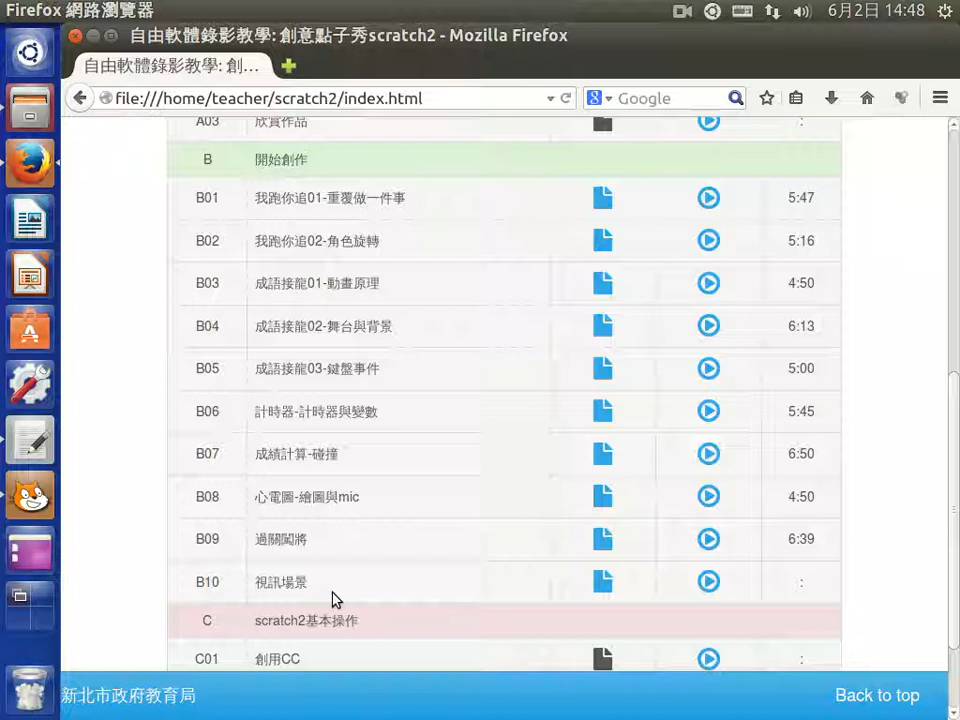 Firefox 網路瀏覽器
6月2日 14:48
自由軟體錄影教學: 創意點子秀scratch2 - Mozilla Firefox
自由軟體錄影教學: 創...
file:///home/teacher/scratch2/index.html
Google
A03 欣賞作品 :
B 開始創作
B01 我跑你追01-重覆做一件事 5:47
B02 我跑你追02-角色旋轉 5:16
B03 成語接龍01-動畫原理 4:50
B04 成語接龍02-舞台與背景 6:13
B05 成語接龍03-鍵盤事件 5:00
B06 計時器-計時器與變數 5:45
B07 成績計算-碰撞 6:50
B08 心電圖-繪圖與mic 4:50
B09 過關闖將 6:39
B10 視訊場景 :
C scratch2基本操作
C01 創用CC :
新北市政府教育局 Back to top